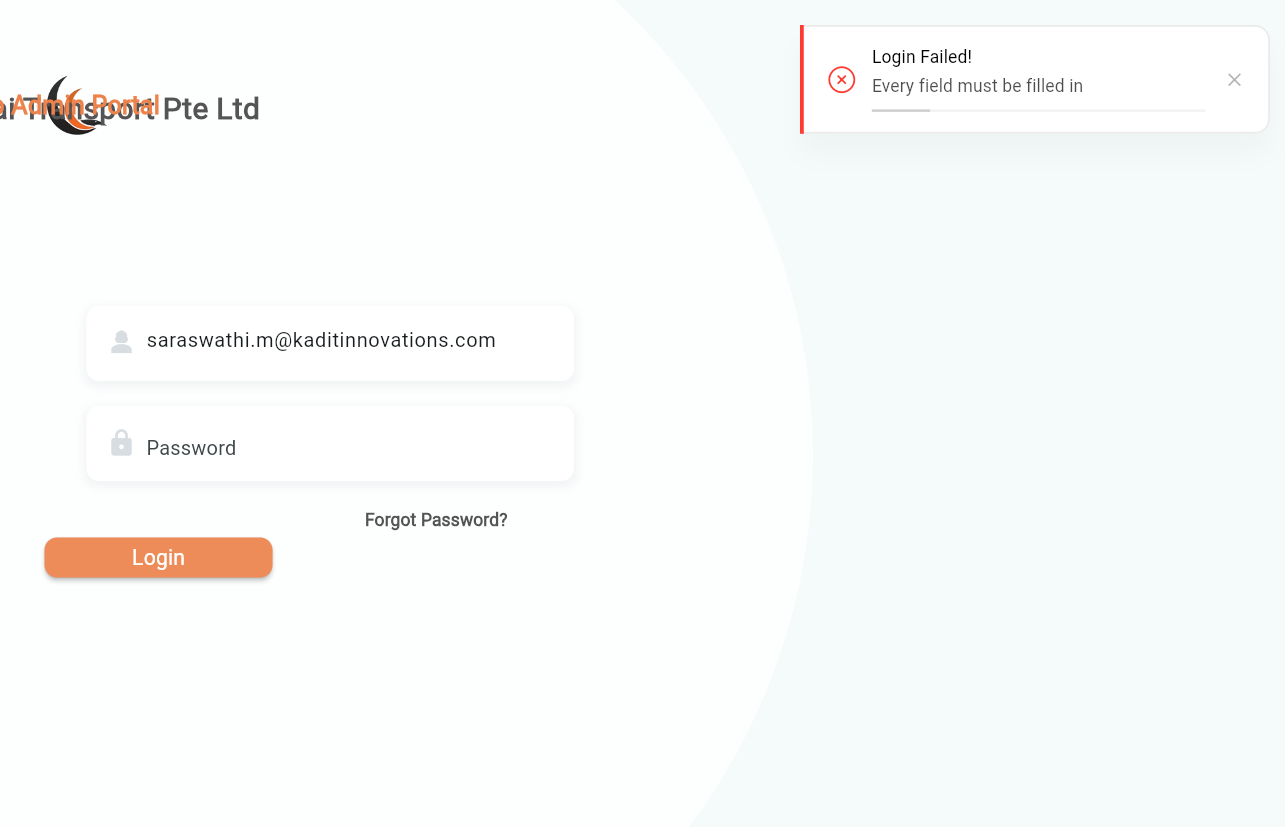 Admin Portal
Transport Pte Ltd
Login Failed!
Every field must be filled in
saraswathi.m@kaditinnovations.com
Password
Forgot Password?
Login